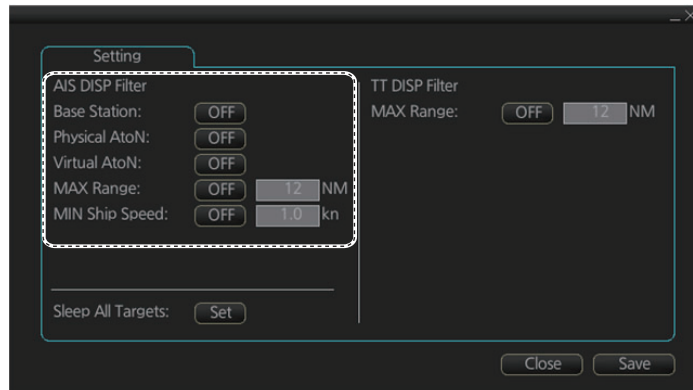 Setting
AIS DISP Filter
Base Station: OFF
Physical AtoN: OFF
Virtual AtoN: OFF
MAX Range: OFF 12 NM
MIN Ship Speed: OFF 1.0 kn
Sleep All Targets: Set
TT DISP Filter
MAX Range: OFF 12 NM
Close Save